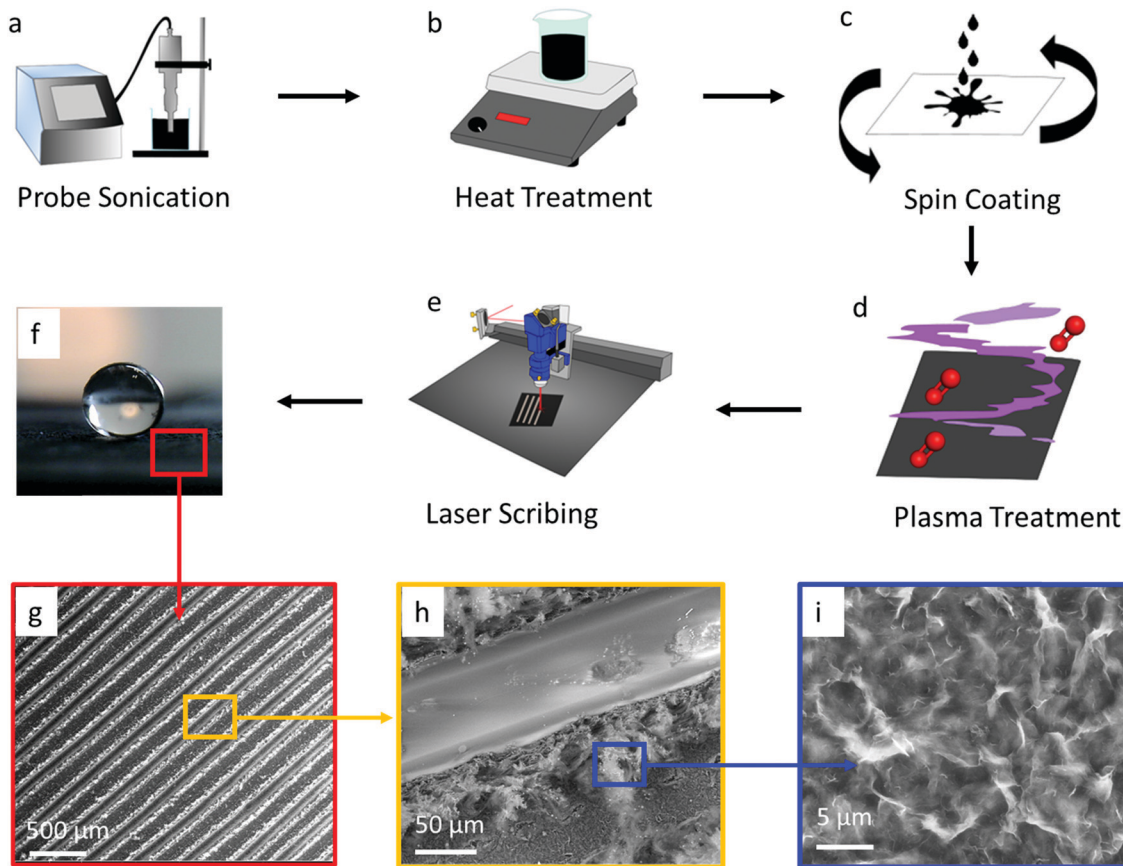 a
b
c
Probe Sonication
Heat Treatment
Spin Coating
f
e
d
Laser Scribing
Plasma Treatment
g
h
i
500 μm
50 μm
5 μm